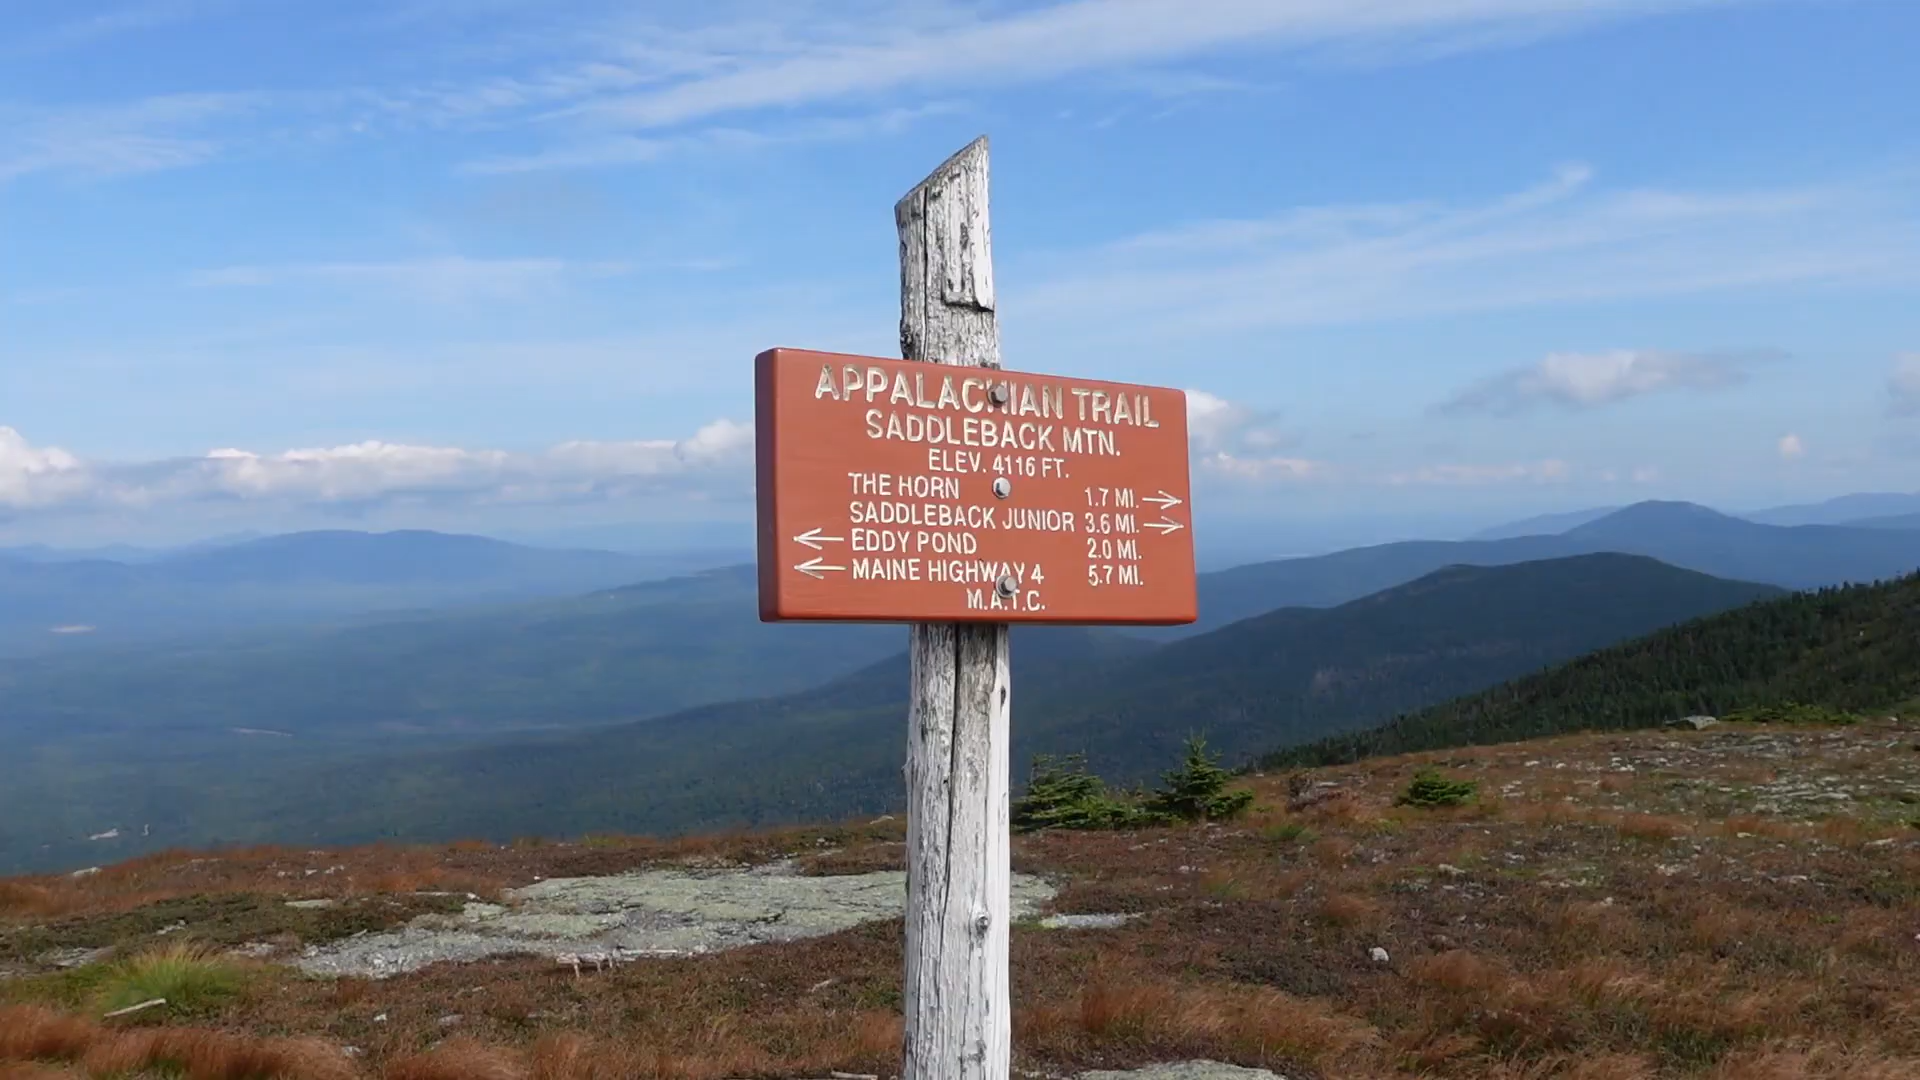 APPALACHIAN TRAIL
SADDLEBACK MTN.
ELEV. 4116 FT.
THE HORN 1.7 MI. →
SADDLEBACK JUNIOR 3.6 MI. →
← EDDY POND 2.0 MI.
← MAINE HIGHWAY 4 5.7 MI.
M.A.T.C.